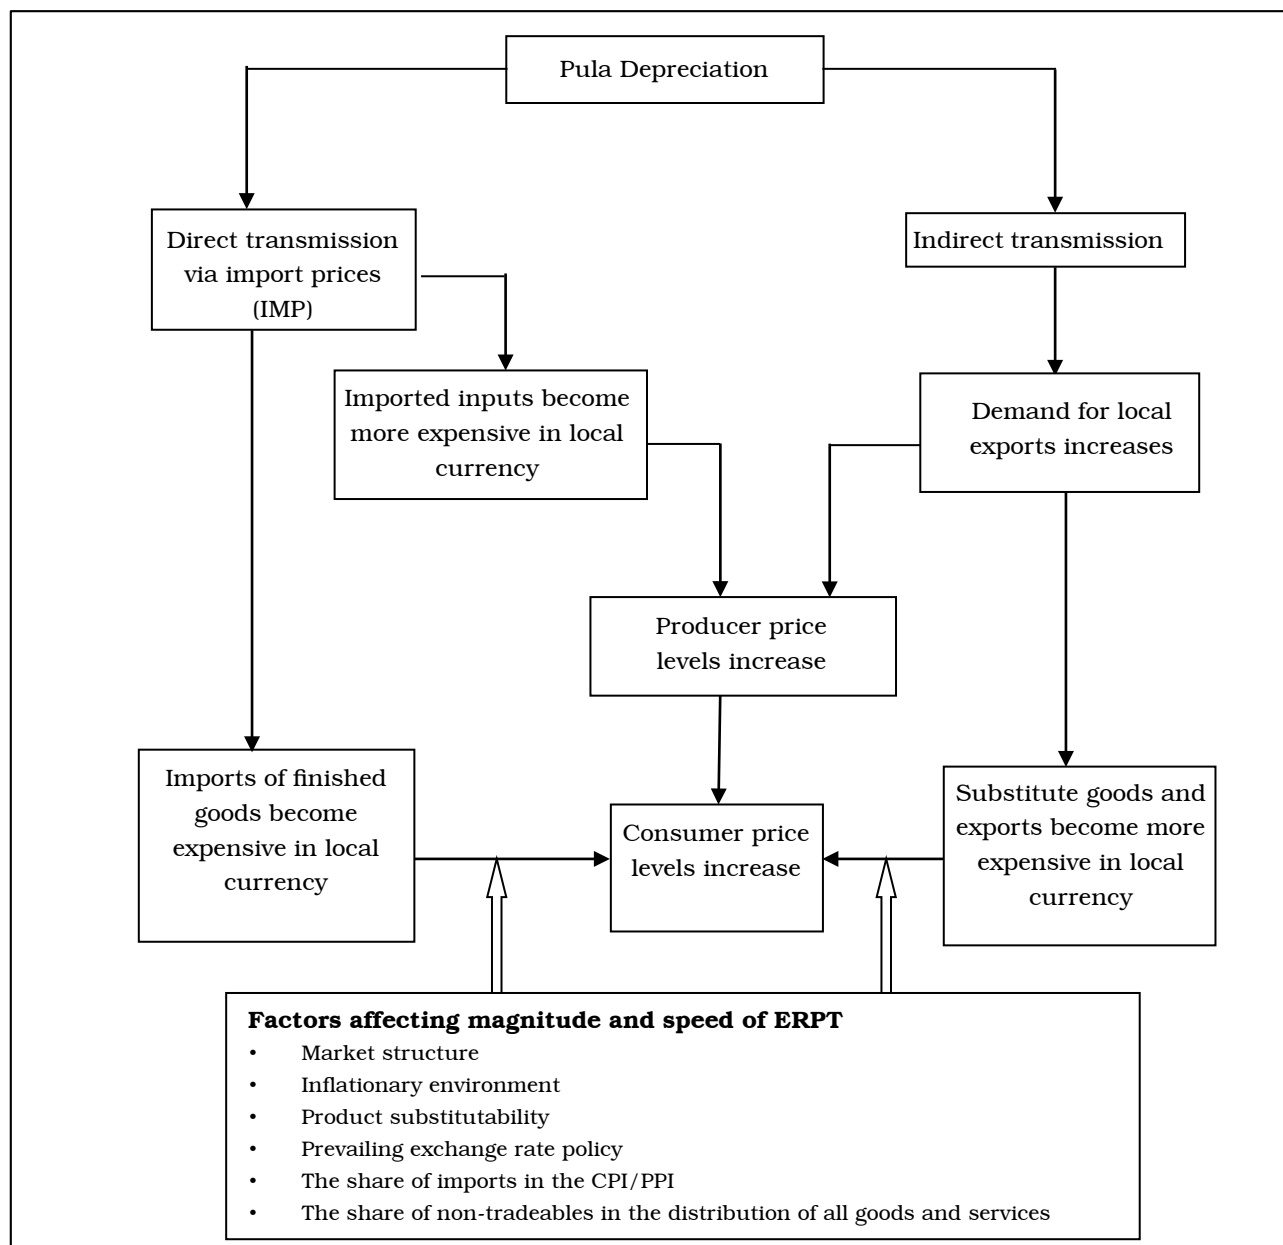 Pula Depreciation
Direct transmission
via import prices
(IMP)
Indirect transmission
Imported inputs become
more expensive in local
currency
Demand for local
exports increases
Producer price
levels increase
Imports of finished
goods become
expensive in local
currency
Consumer price
levels increase
Substitute goods and
exports become more
expensive in local
currency
Factors affecting magnitude and speed of ERPT
• Market structure
• Inflationary environment
• Product substitutability
• Prevailing exchange rate policy
• The share of imports in the CPI/PPI
• The share of non-tradeables in the distribution of all goods and services